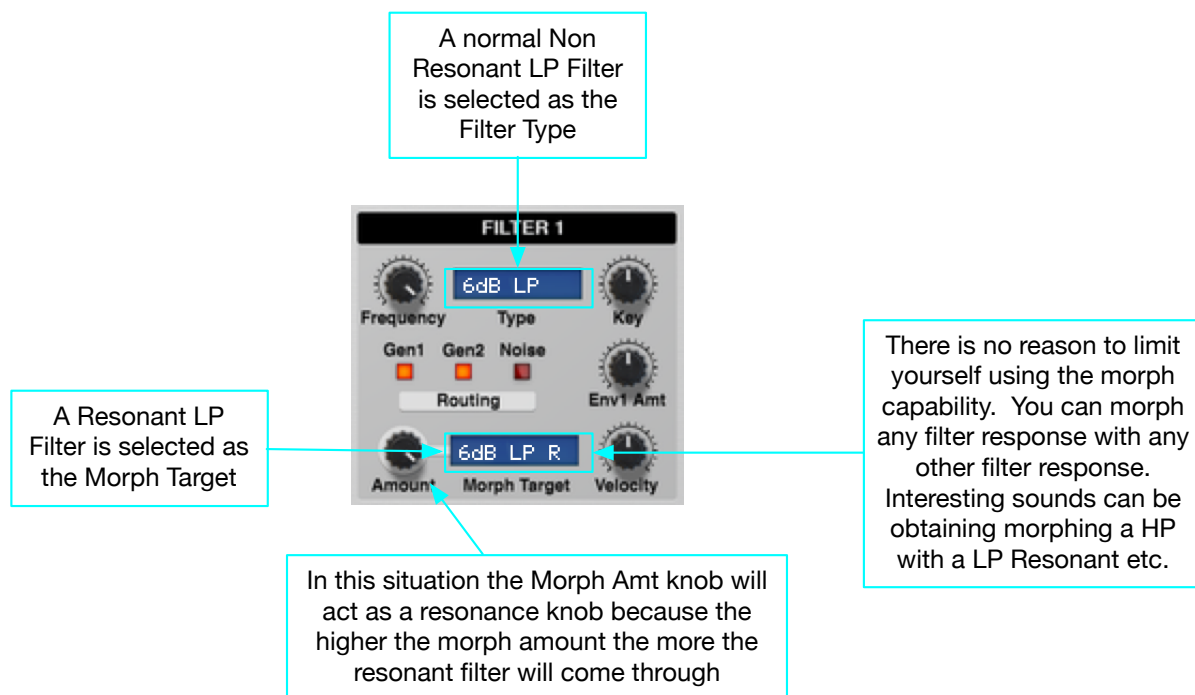 A normal Non
Resonant LP Filter
is selected as the
Filter Type
FILTER 1
6dB LP
Frequency
Type
Key
Gen1
Gen2
Noise
Routing
Env1 Amt
6dB LP R
Amount
Morph Target
Velocity
A Resonant LP
Filter is selected as
the Morph Target
There is no reason to limit
yourself using the morph
capability.  You can morph
any filter response with any
other filter response.
Interesting sounds can be
obtaining morphing a HP
with a LP Resonant etc.
In this situation the Morph Amt knob will
act as a resonance knob because the
higher the morph amount the more the
resonant filter will come through